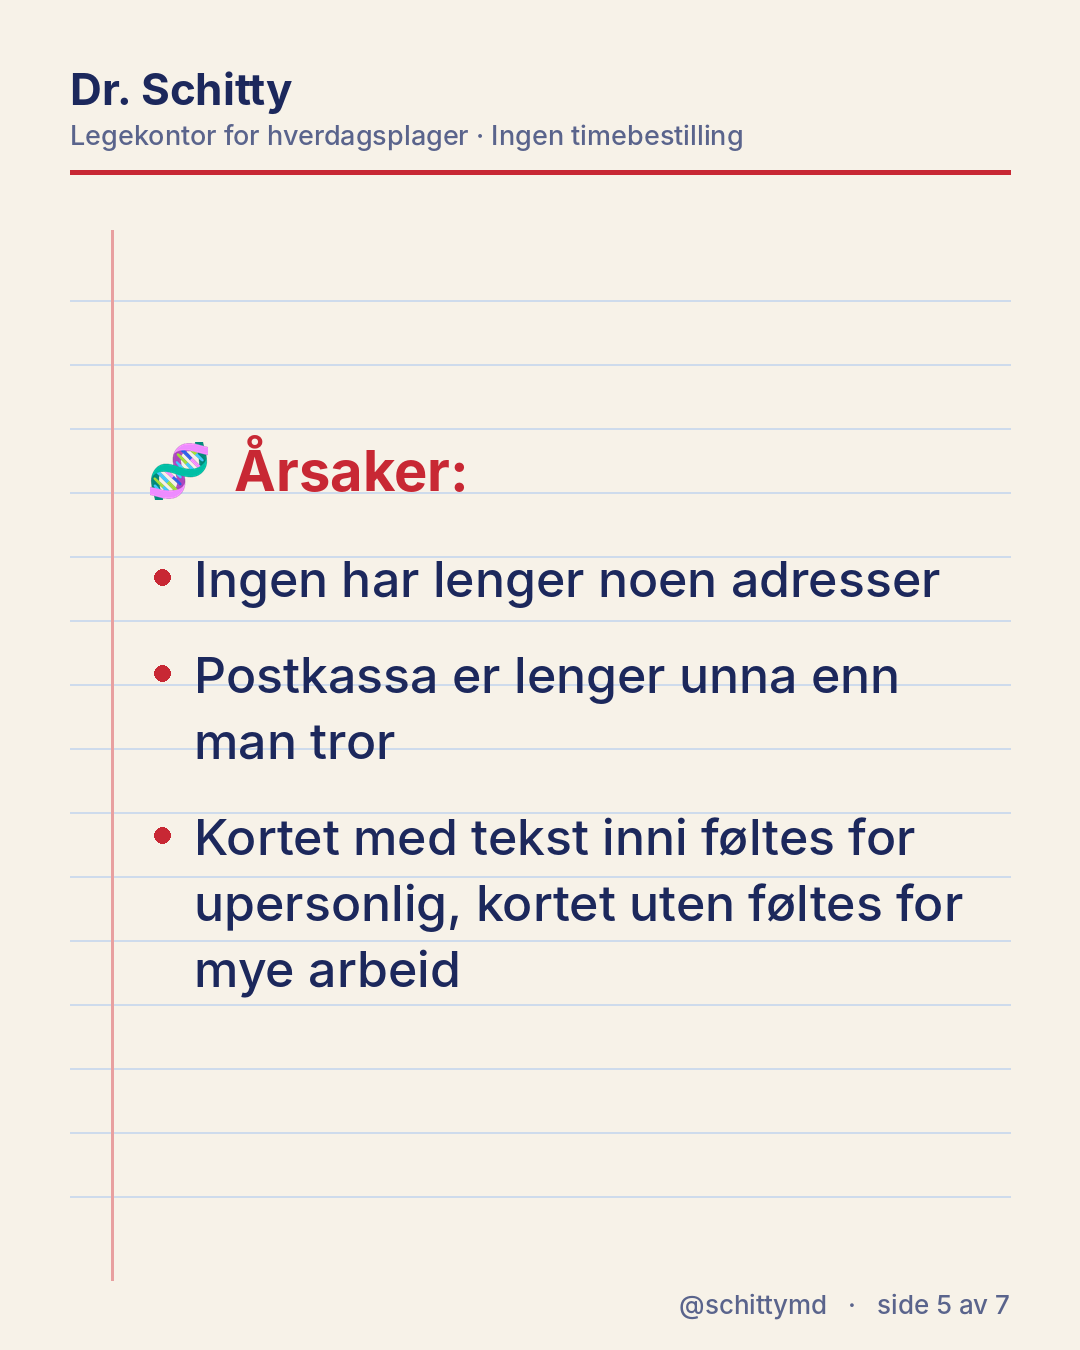 Dr. Schitty
Legekontor for hverdagsplager · Ingen timebestilling
🧬 Årsaker:
• Ingen har lenger noen adresser
• Postkassa er lenger unna enn
man tror
• Kortet med tekst inni føltes for
upersonlig, kortet uten føltes for
mye arbeid
@schittymd · side 5 av 7